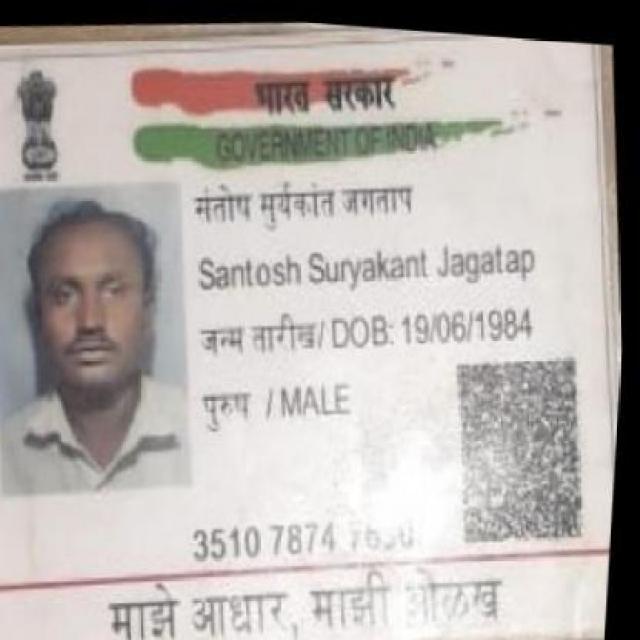 भारत सरकार
GOVERNMENT OF INDIA
संतोष सुर्यकांत जगताप
Santosh Suryakant Jagatap
जन्म तारीख/ DOB: 19/06/1984
पुरुष / MALE
3510 7874
माझे आधार, माझी ओळख